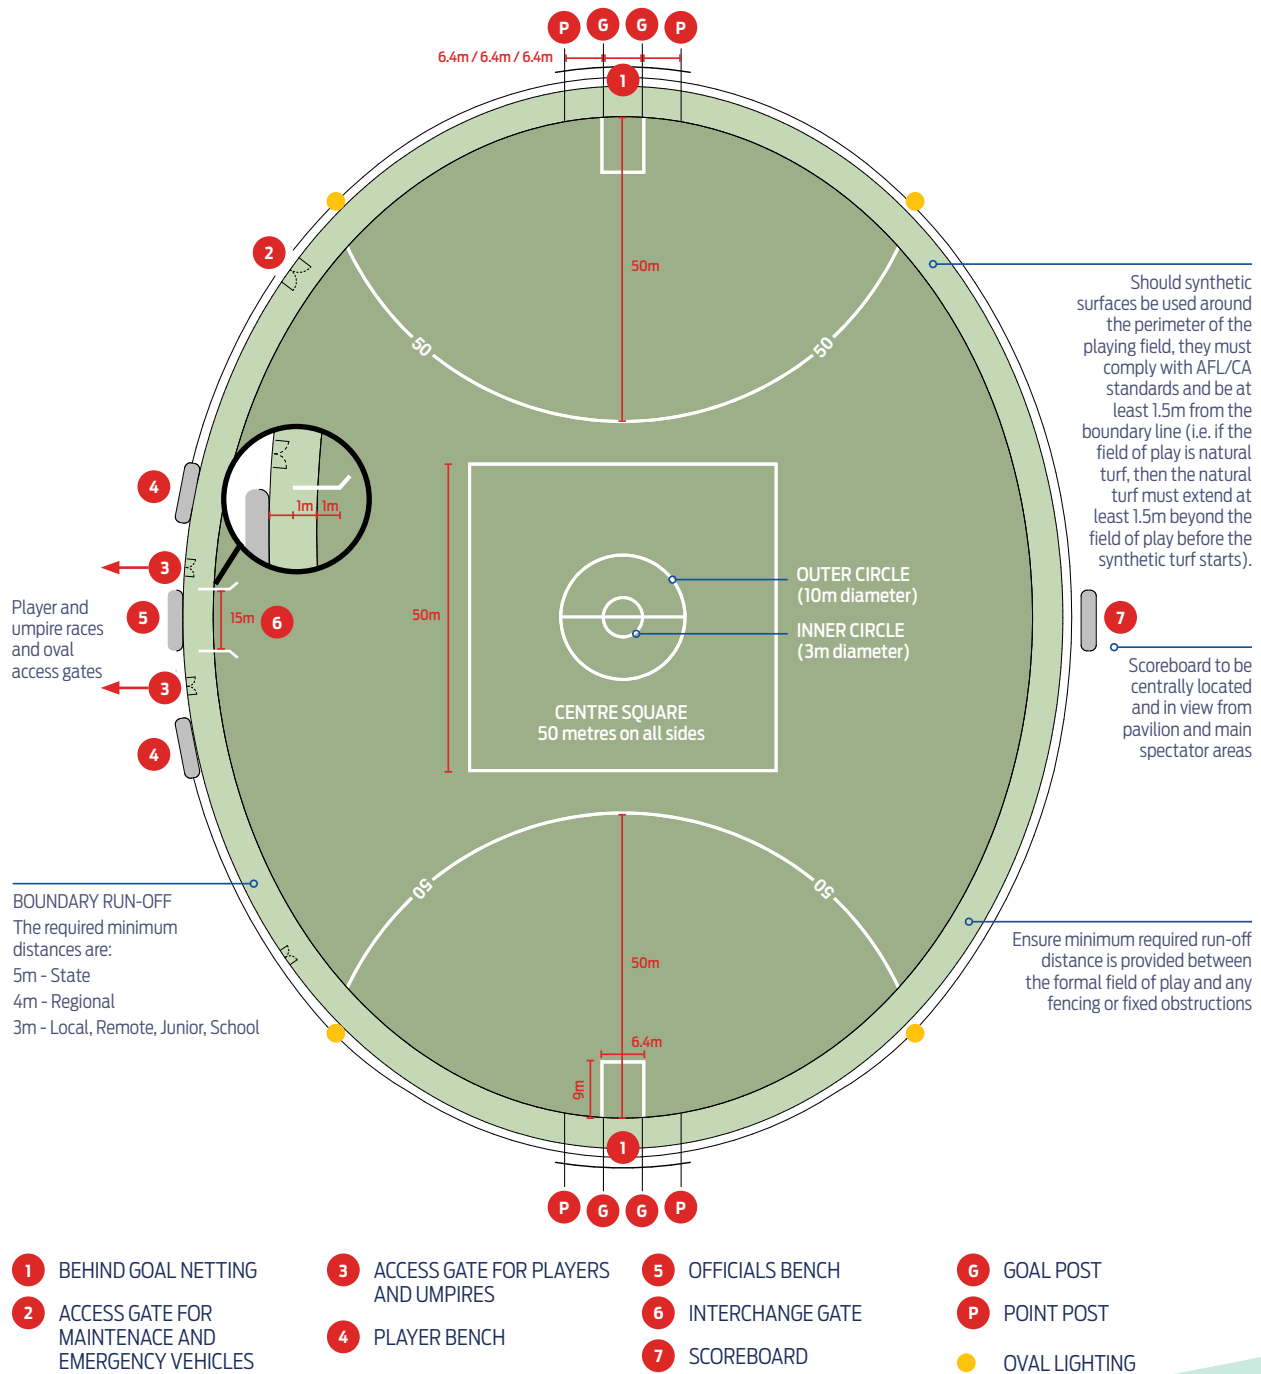 P G G P
6.4m / 6.4m / 6.4m
1
2
50m
50
50
Should synthetic
surfaces be used around
the perimeter of the
playing field, they must
comply with AFL/CA
standards and be at
least 1.5m from the
boundary line (i.e. if the
field of play is natural
turf, then the natural
turf must extend at
least 1.5m beyond the
field of play before the
synthetic turf starts).
4
1m 1m
3
OUTER CIRCLE
(10m diameter)
Player and
umpire races
and oval
access gates
5
15m
6
50m
INNER CIRCLE
(3m diameter)
7
3
Scoreboard to be
centrally located
and in view from
pavilion and main
spectator areas
CENTRE SQUARE
50 metres on all sides
4
50
50
BOUNDARY RUN-OFF
The required minimum
distances are:
5m - State
4m - Regional
3m - Local, Remote, Junior, School
Ensure minimum required run-off
distance is provided between
the formal field of play and any
fencing or fixed obstructions
50m
6.4m
9m
1
P G G P
1 BEHIND GOAL NETTING
2 ACCESS GATE FOR
MAINTENACE AND
EMERGENCY VEHICLES
3 ACCESS GATE FOR PLAYERS
AND UMPIRES
4 PLAYER BENCH
5 OFFICIALS BENCH
6 INTERCHANGE GATE
7 SCOREBOARD
G GOAL POST
P POINT POST
OVAL LIGHTING